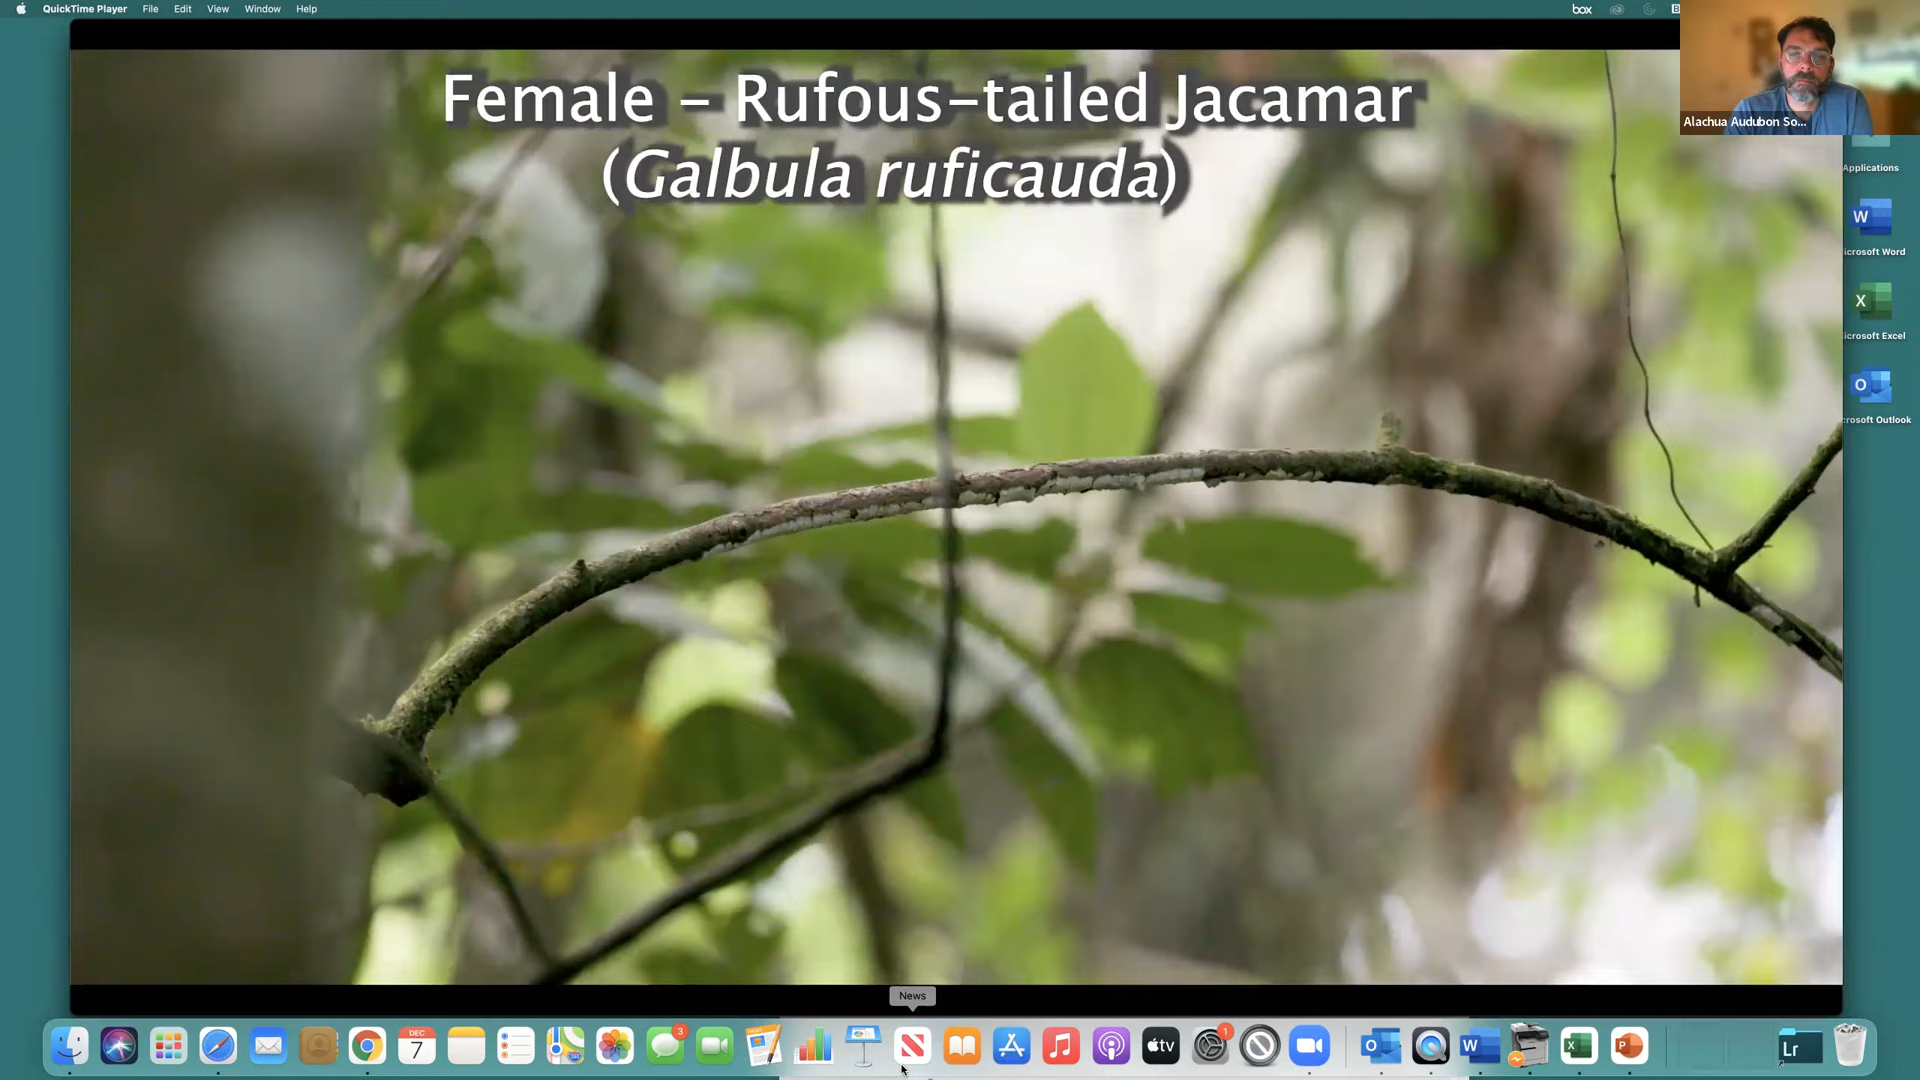 QuickTime Player File Edit View Window Help
box
Female – Rufous-tailed Jacamar
(Galbula ruficauda)
Alachua Audubon So...
Applications
W
icrosoft Word
X
icrosoft Excel
O
crosoft Outlook
News
DEC
7
3
tv
1
O
W
X
P
Lr